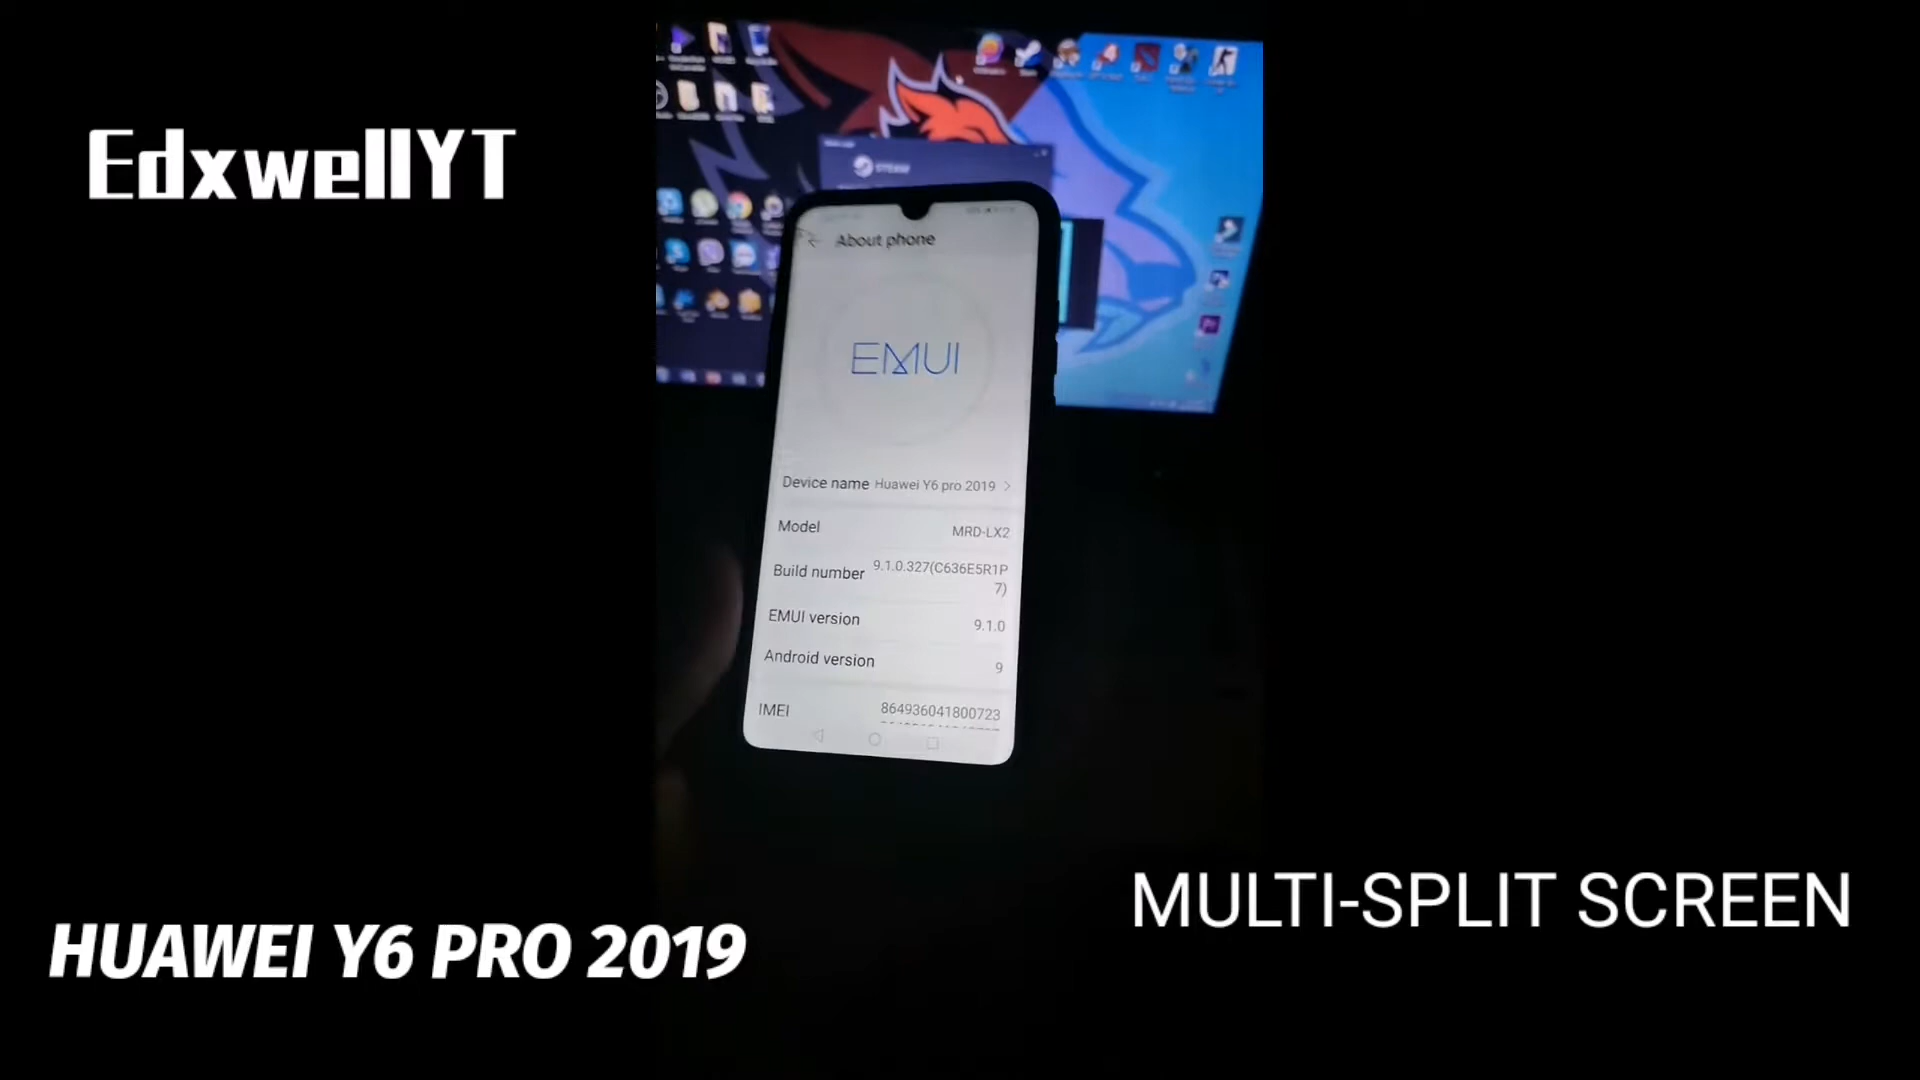 EdxwellYT
STEAM
About phone
EMUI
Device name Huawei Y6 pro 2019
Model MRD-LX2
Build number 9.1.0.327(C636E5R1P
7)
EMUI version 9.1.0
Android version 9
IMEI 864936041800723
HUAWEI Y6 PRO 2019
MULTI-SPLIT SCREEN